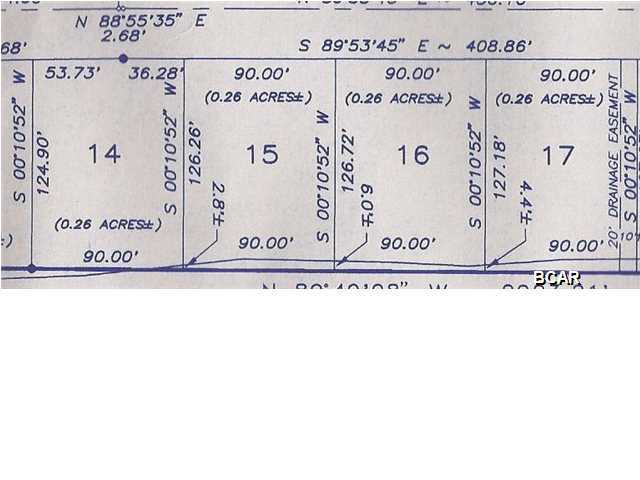 N 88°55'35" E
2.68'
68'
S 89°53'45" E ~ 408.86'
53.73'
36.28'
90.00'
90.00'
90.00'
(0.26 ACRES±)
(0.26 ACRES±)
(0.26 ACRES±)
S 00°10'52" W
124.90'
14
S 00°10'52" W
126.26'
15
S 00°10'52" W
126.72'
16
S 00°10'52" W
127.18'
17
20' DRAINAGE EASEMENT
S 00°10'52" W
2.8'±
6.0'±
4.4'±
(0.26 ACRES±)
90.00'
90.00'
90.00'
90.00'
BCAR